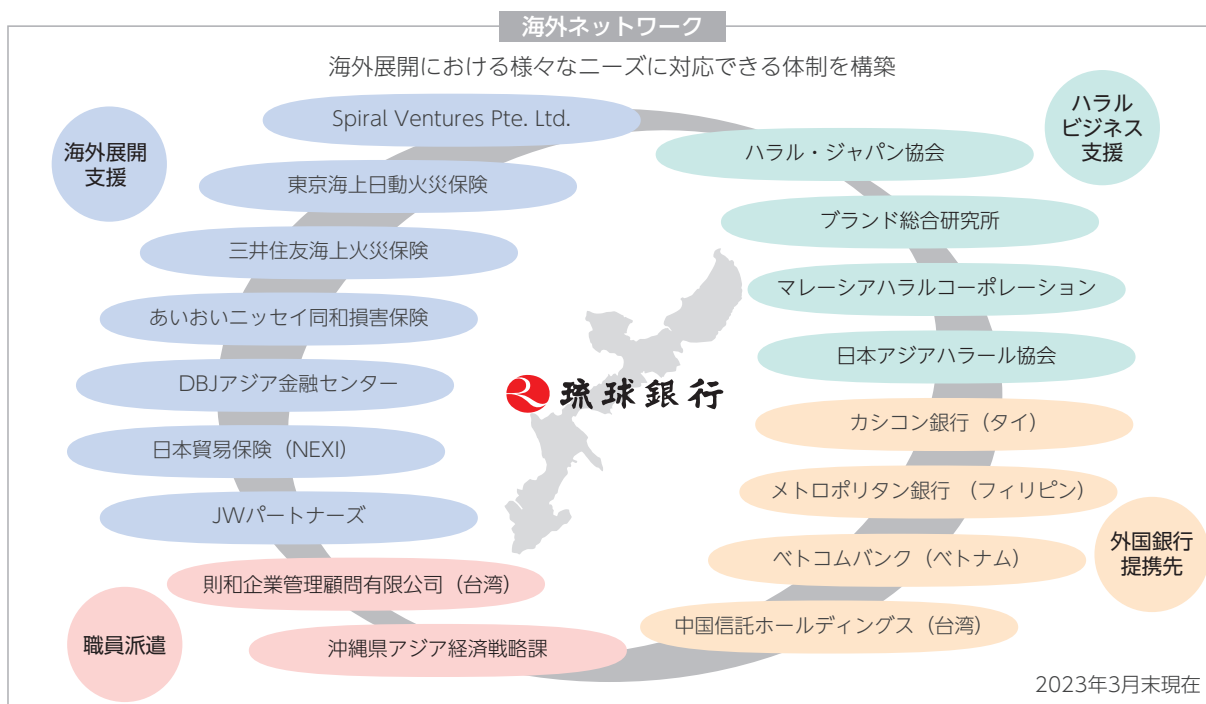 海外ネットワーク
海外展開における様々なニーズに対応できる体制を構築
海外展開
支援
Spiral Ventures Pte. Ltd.
東京海上日動火災保険
三井住友海上火災保険
あいおいニッセイ同和損害保険
DBJアジア金融センター
日本貿易保険（NEXI）
JWパートナーズ
職員派遣
則和企業管理顧問有限公司（台湾）
沖縄県アジア経済戦略課
琉球銀行
ハラル
ビジネス
支援
ハラル・ジャパン協会
ブランド総合研究所
マレーシアハラルコーポレーション
日本アジアハラール協会
外国銀行
提携先
カシコン銀行（タイ）
メトロポリタン銀行 （フィリピン）
ベトコムバンク（ベトナム）
中国信託ホールディングス（台湾）
2023年3月末現在